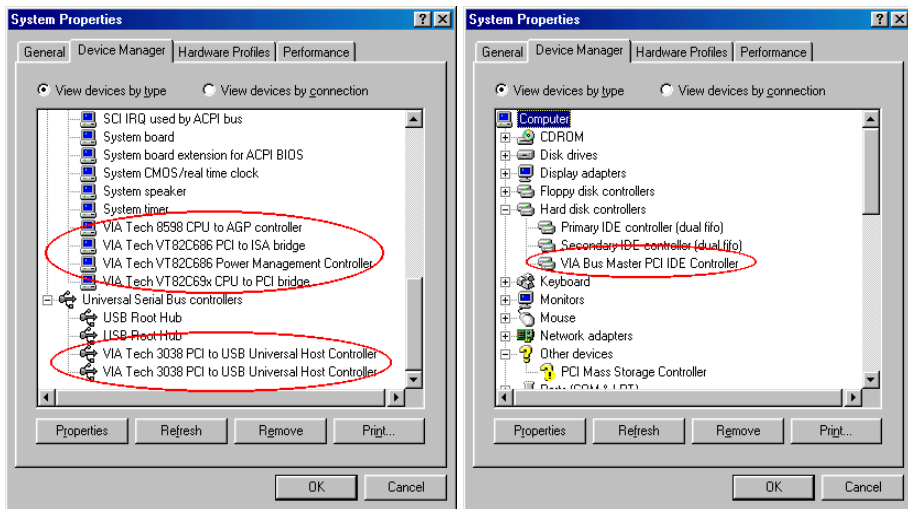 System Properties
General Device Manager Hardware Profiles Performance
View devices by type View devices by connection
SCI IRQ used by ACPI bus
System board
System board extension for ACPI BIOS
System CMOS/real time clock
System speaker
System timer
VIA Tech 8598 CPU to AGP controller
VIA Tech VT82C686 PCI to ISA bridge
VIA Tech VT82C686 Power Management Controller
VIA Tech VT82C69x CPU to PCI bridge
Universal Serial Bus controllers
USB Root Hub
USB Root Hub
VIA Tech 3038 PCI to USB Universal Host Controller
VIA Tech 3038 PCI to USB Universal Host Controller
Properties Refresh Remove Print...
OK Cancel
System Properties
General Device Manager Hardware Profiles Performance
View devices by type View devices by connection
Computer
CDROM
Disk drives
Display adapters
Floppy disk controllers
Hard disk controllers
Primary IDE controller (dual fifo)
Secondary IDE controller (dual fifo)
VIA Bus Master PCI IDE Controller
Keyboard
Monitors
Mouse
Network adapters
Other devices
PCI Mass Storage Controller
Ports (COM & LPT)
Properties Refresh Remove Print...
OK Cancel